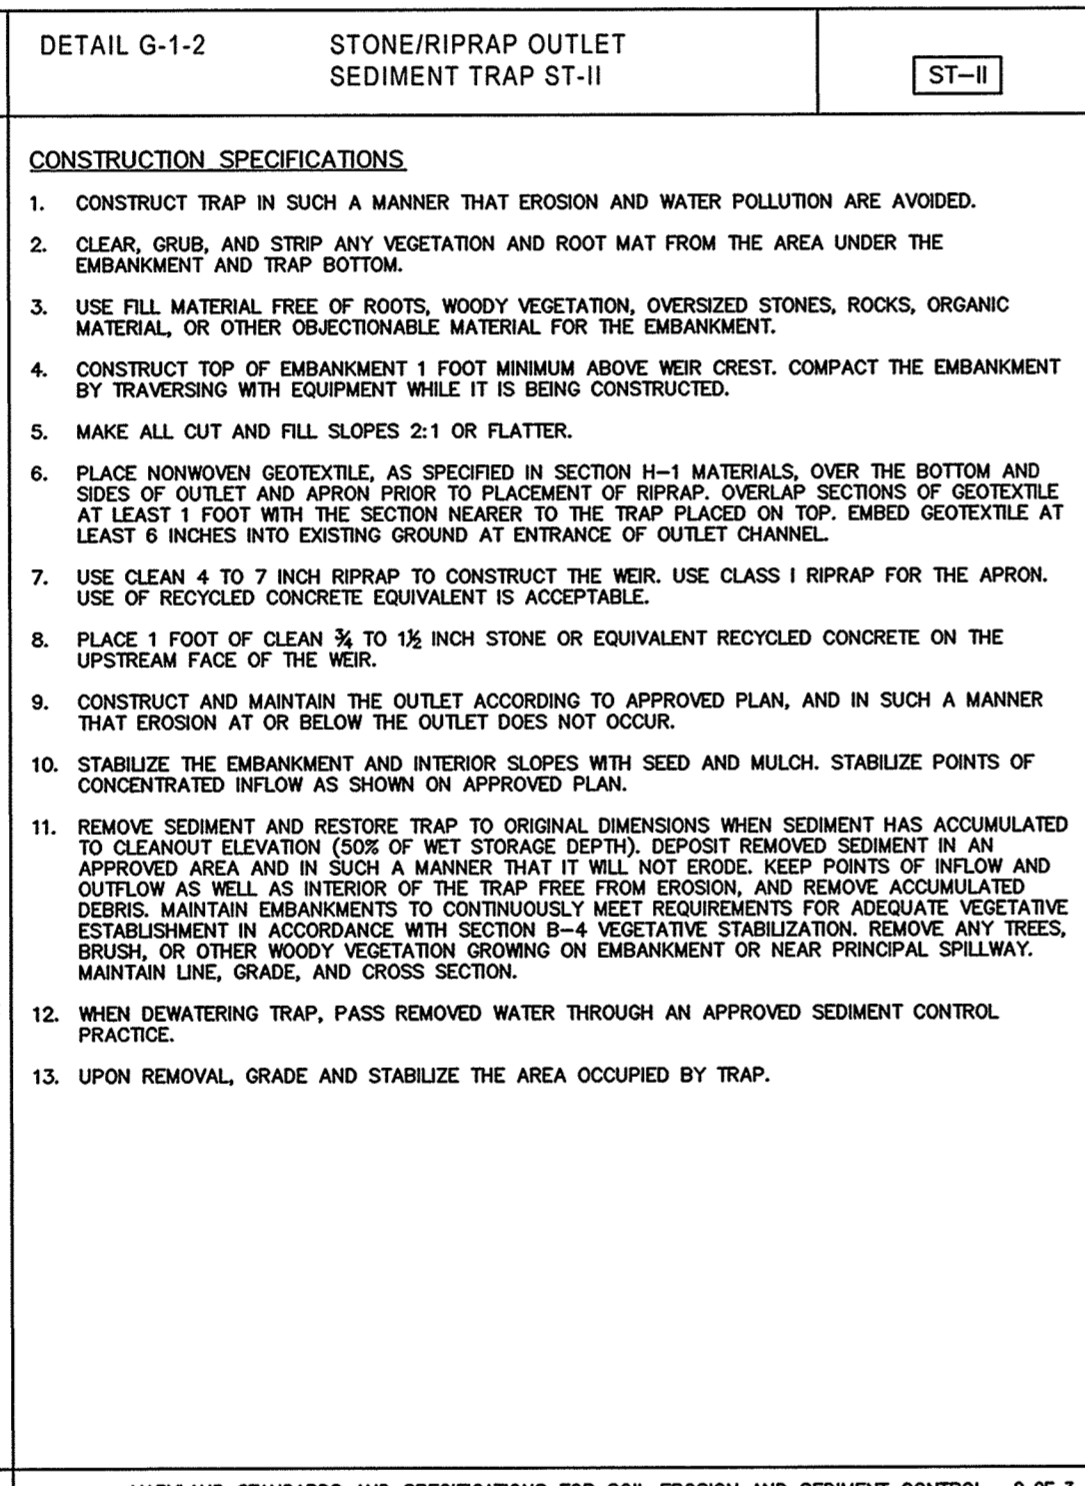 DETAIL G-1-2 STONE/RIPRAP OUTLET
SEDIMENT TRAP ST-II
ST-II
CONSTRUCTION SPECIFICATIONS
1. CONSTRUCT TRAP IN SUCH A MANNER THAT EROSION AND WATER POLLUTION ARE AVOIDED.
2. CLEAR, GRUB, AND STRIP ANY VEGETATION AND ROOT MAT FROM THE AREA UNDER THE
EMBANKMENT AND TRAP BOTTOM.
3. USE FILL MATERIAL FREE OF ROOTS, WOODY VEGETATION, OVERSIZED STONES, ROCKS, ORGANIC
MATERIAL, OR OTHER OBJECTIONABLE MATERIAL FOR THE EMBANKMENT.
4. CONSTRUCT TOP OF EMBANKMENT 1 FOOT MINIMUM ABOVE WEIR CREST. COMPACT THE EMBANKMENT
BY TRAVERSING WITH EQUIPMENT WHILE IT IS BEING CONSTRUCTED.
5. MAKE ALL CUT AND FILL SLOPES 2:1 OR FLATTER.
6. PLACE NONWOVEN GEOTEXTILE, AS SPECIFIED IN SECTION H-1 MATERIALS, OVER THE BOTTOM AND
SIDES OF OUTLET AND APRON PRIOR TO PLACEMENT OF RIPRAP. OVERLAP SECTIONS OF GEOTEXTILE
AT LEAST 1 FOOT WITH THE SECTION NEARER TO THE TRAP PLACED ON TOP. EMBED GEOTEXTILE AT
LEAST 6 INCHES INTO EXISTING GROUND AT ENTRANCE OF OUTLET CHANNEL.
7. USE CLEAN 4 TO 7 INCH RIPRAP TO CONSTRUCT THE WEIR. USE CLASS I RIPRAP FOR THE APRON.
USE OF RECYCLED CONCRETE EQUIVALENT IS ACCEPTABLE.
8. PLACE 1 FOOT OF CLEAN ¾ TO 1½ INCH STONE OR EQUIVALENT RECYCLED CONCRETE ON THE
UPSTREAM FACE OF THE WEIR.
9. CONSTRUCT AND MAINTAIN THE OUTLET ACCORDING TO APPROVED PLAN, AND IN SUCH A MANNER
THAT EROSION AT OR BELOW THE OUTLET DOES NOT OCCUR.
10. STABILIZE THE EMBANKMENT AND INTERIOR SLOPES WITH SEED AND MULCH. STABILIZE POINTS OF
CONCENTRATED INFLOW AS SHOWN ON APPROVED PLAN.
11. REMOVE SEDIMENT AND RESTORE TRAP TO ORIGINAL DIMENSIONS WHEN SEDIMENT HAS ACCUMULATED
TO CLEANOUT ELEVATION (50% OF WET STORAGE DEPTH). DEPOSIT REMOVED SEDIMENT IN AN
APPROVED AREA AND IN SUCH A MANNER THAT IT WILL NOT ERODE. KEEP POINTS OF INFLOW AND
OUTFLOW AS WELL AS INTERIOR OF THE TRAP FREE FROM EROSION, AND REMOVE ACCUMULATED
DEBRIS. MAINTAIN EMBANKMENTS TO CONTINUOUSLY MEET REQUIREMENTS FOR ADEQUATE VEGETATIVE
ESTABLISHMENT IN ACCORDANCE WITH SECTION B-4 VEGETATIVE STABILIZATION. REMOVE ANY TREES,
BRUSH, OR OTHER WOODY VEGETATION GROWING ON EMBANKMENT OR NEAR PRINCIPAL SPILLWAY.
MAINTAIN LINE, GRADE, AND CROSS SECTION.
12. WHEN DEWATERING TRAP, PASS REMOVED WATER THROUGH AN APPROVED SEDIMENT CONTROL
PRACTICE.
13. UPON REMOVAL, GRADE AND STABILIZE THE AREA OCCUPIED BY TRAP.
MARYLAND STANDARDS AND SPECIFICATIONS FOR SOIL EROSION AND SEDIMENT CONTROL